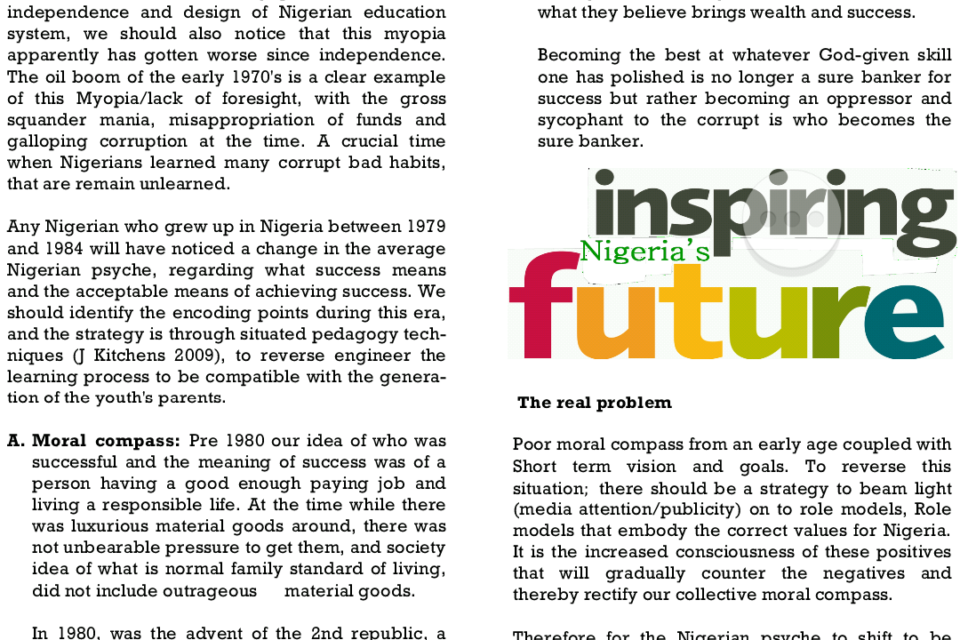 independence and design of Nigerian education
system, we should also notice that this myopia
apparently has gotten worse since independence.
The oil boom of the early 1970's is a clear example
of this Myopia/lack of foresight, with the gross
squander mania, misappropriation of funds and
galloping corruption at the time. A crucial time
when Nigerians learned many corrupt bad habits,
that are remain unlearned.
Any Nigerian who grew up in Nigeria between 1979
and 1984 will have noticed a change in the average
Nigerian psyche, regarding what success means
and the acceptable means of achieving success. We
should identify the encoding points during this era,
and the strategy is through situated pedagogy tech-
niques (J Kitchens 2009), to reverse engineer the
learning process to be compatible with the genera-
tion of the youth's parents.
A. Moral compass: Pre 1980 our idea of who was
successful and the meaning of success was of a
person having a good enough paying job and
living a responsible life. At the time while there
was luxurious material goods around, there was
not unbearable pressure to get them, and society
idea of what is normal family standard of living,
did not include outrageous material goods.
In 1980, was the advent of the 2nd republic, a
what they believe brings wealth and success.
Becoming the best at whatever God-given skill
one has polished is no longer a sure banker for
success but rather becoming an oppressor and
sycophant to the corrupt is who becomes the
sure banker.
inspiring
Nigeria's
future
The real problem
Poor moral compass from an early age coupled with
Short term vision and goals. To reverse this
situation; there should be a strategy to beam light
(media attention/publicity) on to role models, Role
models that embody the correct values for Nigeria.
It is the increased consciousness of these positives
that will gradually counter the negatives and
thereby rectify our collective moral compass.
Therefore for the Nigerian psyche to shift to be